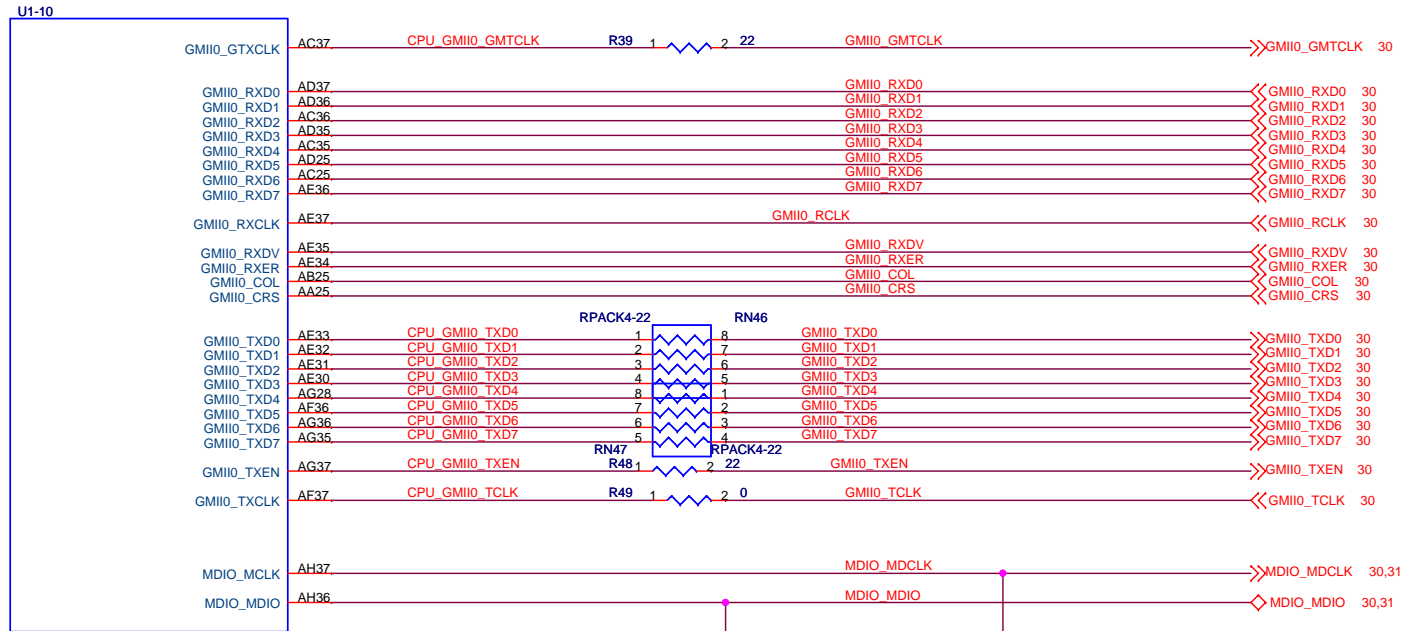 U1-10
GMII0_GTXCLK AC37 CPU_GMII0_GMTCLK R39 1 2 22 GMII0_GMTCLK GMII0_GMTCLK 30
GMII0_RXD0 AD37 GMII0_RXD0 GMII0_RXD0 30
GMII0_RXD1 AD36 GMII0_RXD1 GMII0_RXD1 30
GMII0_RXD2 AC36 GMII0_RXD2 GMII0_RXD2 30
GMII0_RXD3 AD35 GMII0_RXD3 GMII0_RXD3 30
GMII0_RXD4 AC35 GMII0_RXD4 GMII0_RXD4 30
GMII0_RXD5 AD25 GMII0_RXD5 GMII0_RXD5 30
GMII0_RXD6 AC25 GMII0_RXD6 GMII0_RXD6 30
GMII0_RXD7 AE36 GMII0_RXD7 GMII0_RXD7 30
GMII0_RXCLK AE37 GMII0_RCLK GMII0_RCLK 30
GMII0_RXDV AE35 GMII0_RXDV GMII0_RXDV 30
GMII0_RXER AE34 GMII0_RXER GMII0_RXER 30
GMII0_COL AB25 GMII0_COL GMII0_COL 30
GMII0_CRS AA25 GMII0_CRS GMII0_CRS 30
RPACK4-22 RN46
GMII0_TXD0 AE33 CPU_GMII0_TXD0 1 8 GMII0_TXD0 GMII0_TXD0 30
GMII0_TXD1 AE32 CPU_GMII0_TXD1 2 7 GMII0_TXD1 GMII0_TXD1 30
GMII0_TXD2 AE31 CPU_GMII0_TXD2 3 6 GMII0_TXD2 GMII0_TXD2 30
GMII0_TXD3 AE30 CPU_GMII0_TXD3 4 5 GMII0_TXD3 GMII0_TXD3 30
GMII0_TXD4 AG28 CPU_GMII0_TXD4 8 1 GMII0_TXD4 GMII0_TXD4 30
GMII0_TXD5 AF36 CPU_GMII0_TXD5 7 2 GMII0_TXD5 GMII0_TXD5 30
GMII0_TXD6 AG36 CPU_GMII0_TXD6 6 3 GMII0_TXD6 GMII0_TXD6 30
GMII0_TXD7 AG35 CPU_GMII0_TXD7 5 4 GMII0_TXD7 GMII0_TXD7 30
RN47 RPACK4-22
GMII0_TXEN AG37 CPU_GMII0_TXEN R48 1 2 22 GMII0_TXEN GMII0_TXEN 30
GMII0_TXCLK AF37 CPU_GMII0_TCLK R49 1 2 0 GMII0_TCLK GMII0_TCLK 30
MDIO_MCLK AH37 MDIO_MDCLK MDIO_MDCLK 30,31
MDIO_MDIO AH36 MDIO_MDIO MDIO_MDIO 30,31